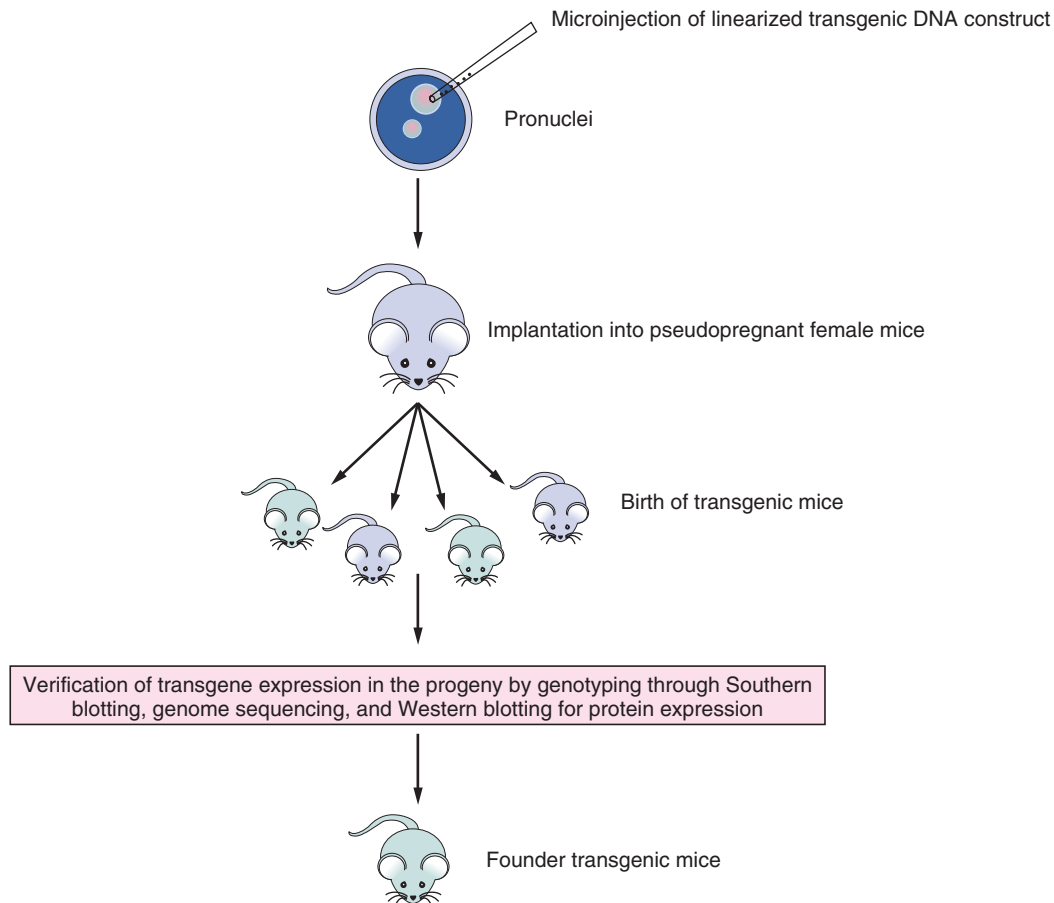 Microinjection of linearized transgenic DNA construct
Pronuclei
Implantation into pseudopregnant female mice
Birth of transgenic mice
Verification of transgene expression in the progeny by genotyping through Southern
blotting, genome sequencing, and Western blotting for protein expression
Founder transgenic mice